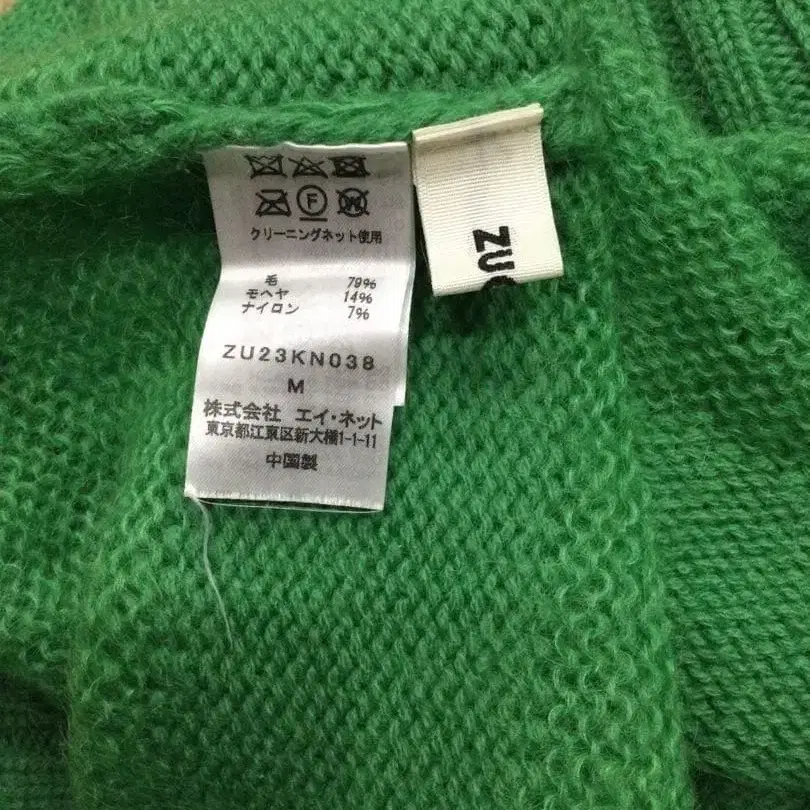 F
W
クリーニングネット使用
毛 79%
モヘヤ 14%
ナイロン 7%
ZU23KN038
M
株式会社 エイ・ネット
東京都江東区新大橋1-1-11
中国製
ZUC